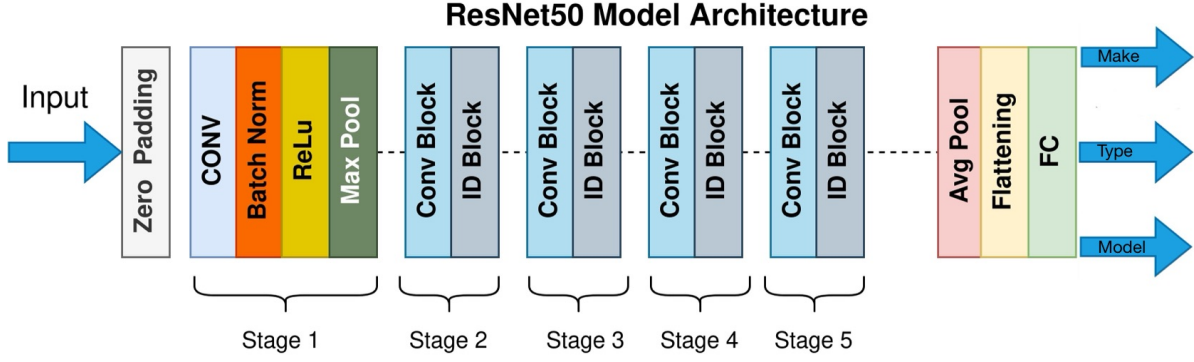 ResNet50 Model Architecture
Input
Zero Padding
CONV
Batch Norm
ReLu
Max Pool
Conv Block
ID Block
Conv Block
ID Block
Conv Block
ID Block
Conv Block
ID Block
Avg Pool
Flattening
FC
Make
Type
Model
Stage 1
Stage 2
Stage 3
Stage 4
Stage 5